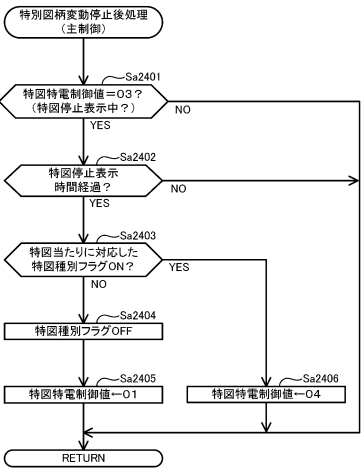 特別図柄変動停止後処理
(主制御)
Sa2401
特図特電制御値=03?
(特図停止表示中?)
NO
YES
Sa2402
特図停止表示
時間経過?
NO
YES
Sa2403
特図当たりに対応した
特図種別フラグON?
YES
NO
Sa2404
特図種別フラグOFF
Sa2405
特図特電制御値←01
Sa2406
特図特電制御値←04
RETURN